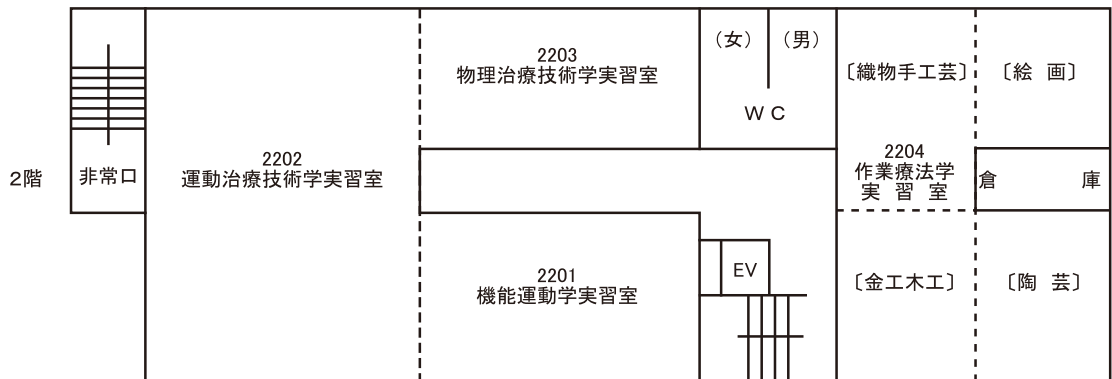 2階
非常口
2202
運動治療技術学実習室
2203
物理治療技術学実習室
(女)
(男)
WC
〔織物手工芸〕
〔絵 画〕
2204
作業療法学
実 習 室
倉 庫
2201
機能運動学実習室
EV
〔金工木工〕
〔陶 芸〕